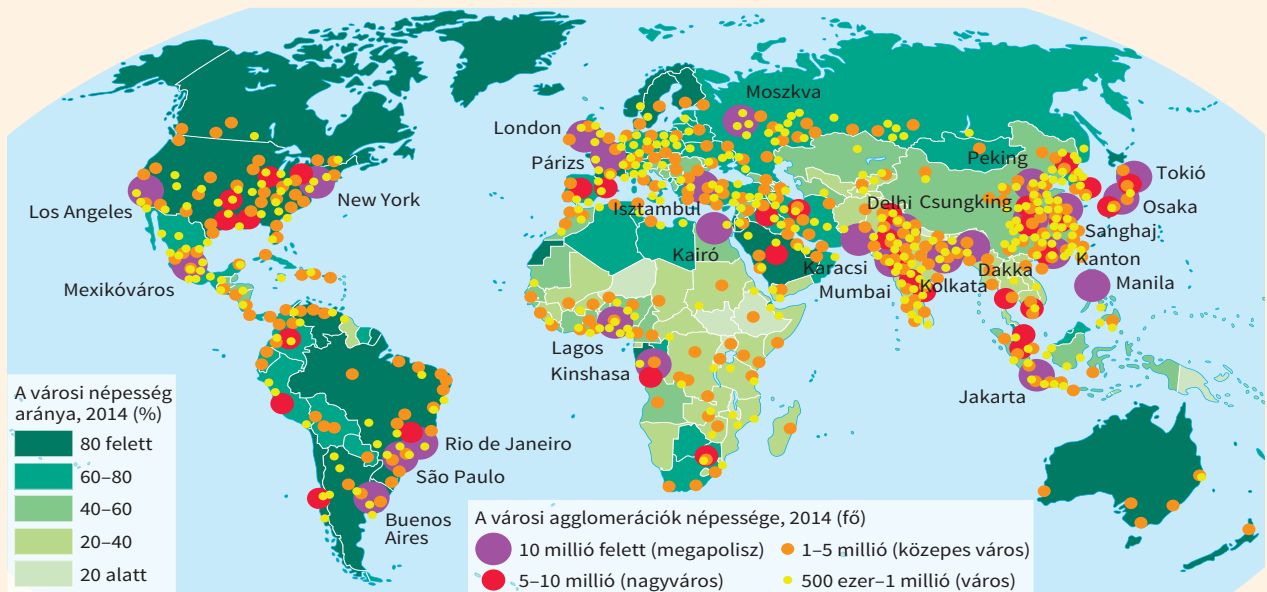 Moszkva
London
Párizs
Peking
Tokió
Los Angeles
New York
Isztambul
Delhi
Csungking
Osaka
Sanghaj
Kairó
Karacsi
Dakka
Kanton
Mexikóváros
Mumbai
Kolkata
Manila
Lagos
Kinshasa
Jakarta
Rio de Janeiro
São Paulo
Buenos
Aires
A városi népesség
aránya, 2014 (%)
80 felett
60–80
40–60
20–40
20 alatt
A városi agglomerációk népessége, 2014 (fő)
10 millió felett (megapolisz)
1–5 millió (közepes város)
5–10 millió (nagyváros)
500 ezer–1 millió (város)